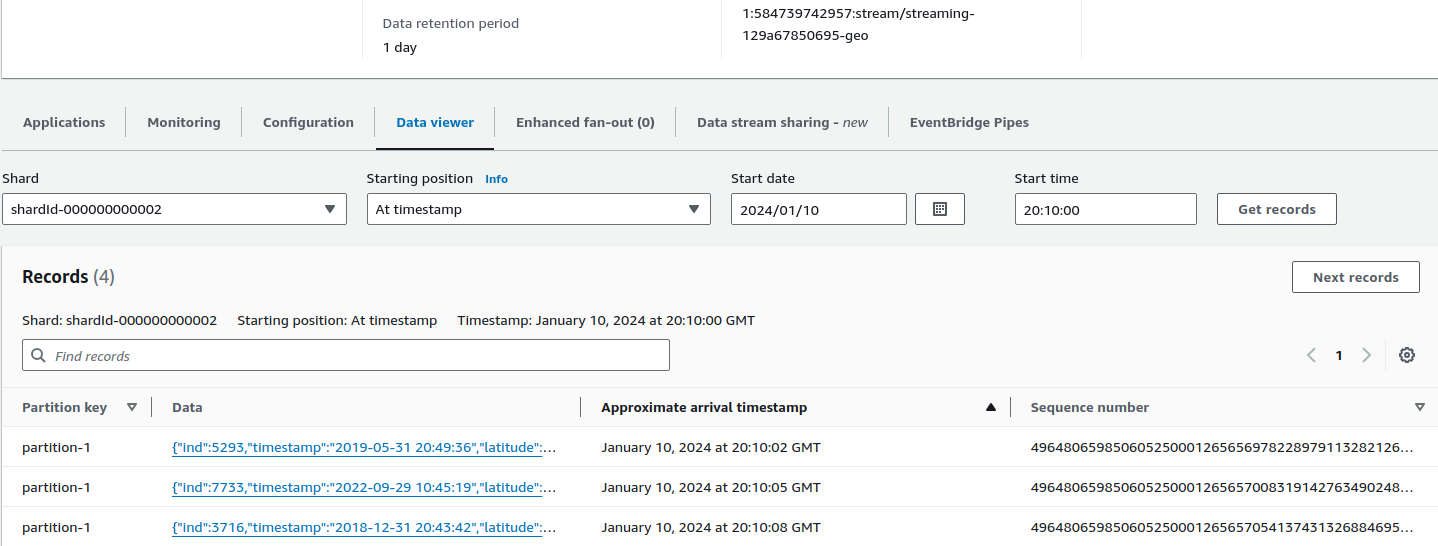 Data retention period
1 day
1:584739742957:stream/streaming-
129a67850695-geo
Applications
Monitoring
Configuration
Data viewer
Enhanced fan-out (0)
Data stream sharing - new
EventBridge Pipes
Shard
Starting position Info
Start date
Start time
shardId-000000000002
At timestamp
2024/01/10
20:10:00
Get records
Records (4)
Next records
Shard: shardId-000000000002 Starting position: At timestamp Timestamp: January 10, 2024 at 20:10:00 GMT
Find records
1
Partition key Data Approximate arrival timestamp Sequence number
partition-1 {"ind":5293,"timestamp":"2019-05-31 20:49:36","latitude":... January 10, 2024 at 20:10:02 GMT 49648065985060525000126565697822897911328212​6...
partition-1 {"ind":7733,"timestamp":"2022-09-29 10:45:19","latitude":... January 10, 2024 at 20:10:05 GMT 49648065985060525000126565700831914276349024​8...
partition-1 {"ind":3716,"timestamp":"2018-12-31 20:43:42","latitude":... January 10, 2024 at 20:10:08 GMT 49648065985060525000126565705413743132688469​5...